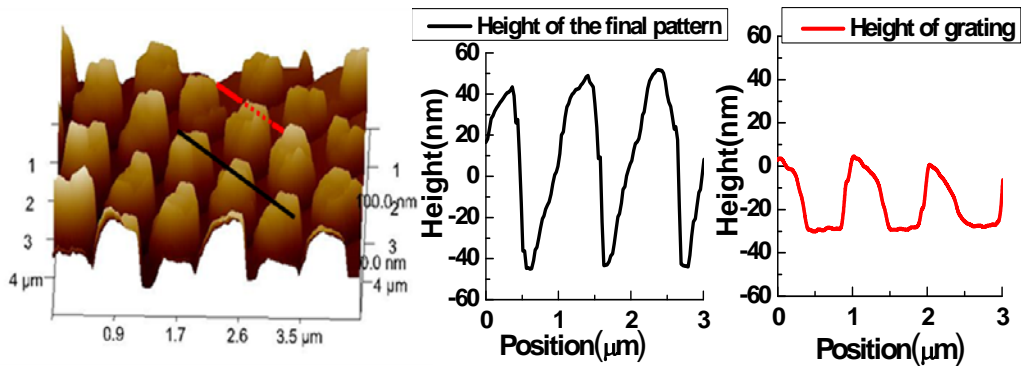 1
2
3
4 µm
0.9
1.7
2.6
3.5 µm
1
100.0 nm
2
3
0.0 nm
4 µm
Height of the final pattern
Height(nm)
60
40
20
0
-20
-40
-60
0
1
2
3
Position(µm)
Height of grating
Height(nm)
60
40
20
0
-20
-40
-60
0
1
2
3
Position(µm)